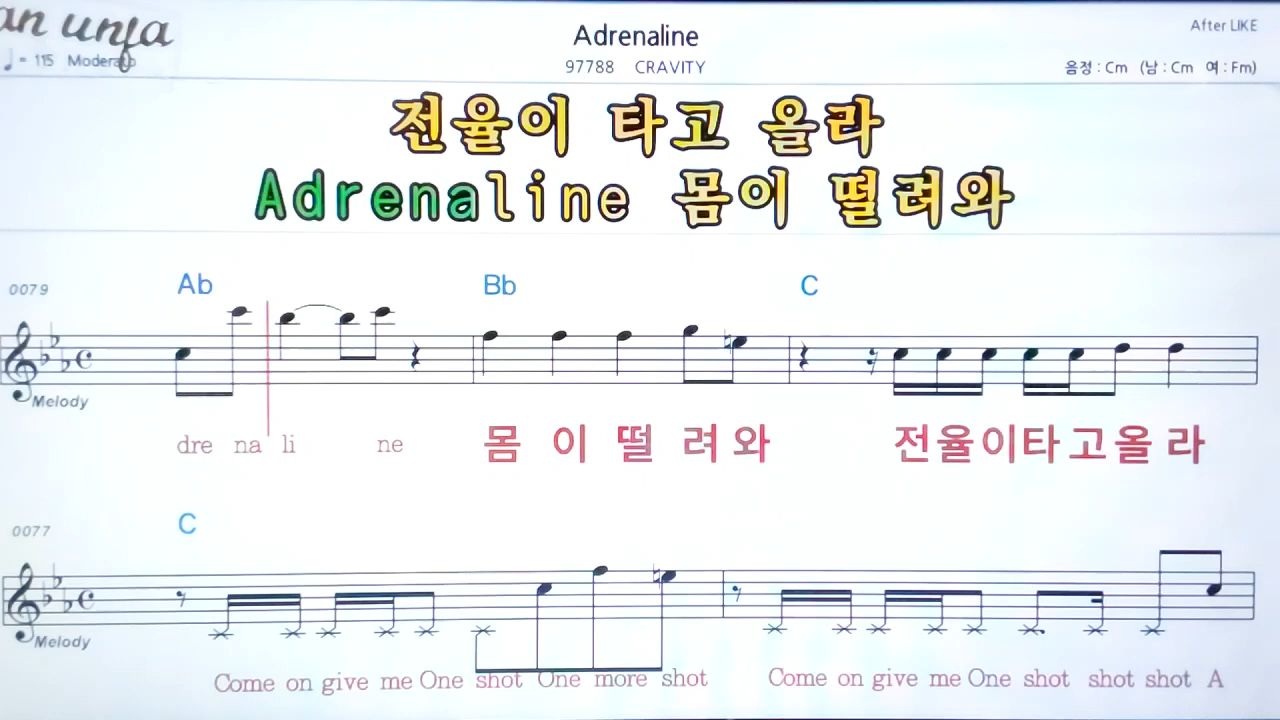 an unfa
Adrenaline
After LIKE
♩= 115 Moderato
97788 CRAVITY
음정 : Cm (남 : Cm 여 : Fm)
전율이 타고 올라
Adrenaline 몸이 떨려와
0079 Ab Bb C
Melody
dre na li ne 몸 이 떨 려 와 전율이타고올 라
0077 C
Melody
Come on give me One shot One more shot Come on give me One shot shot shot A